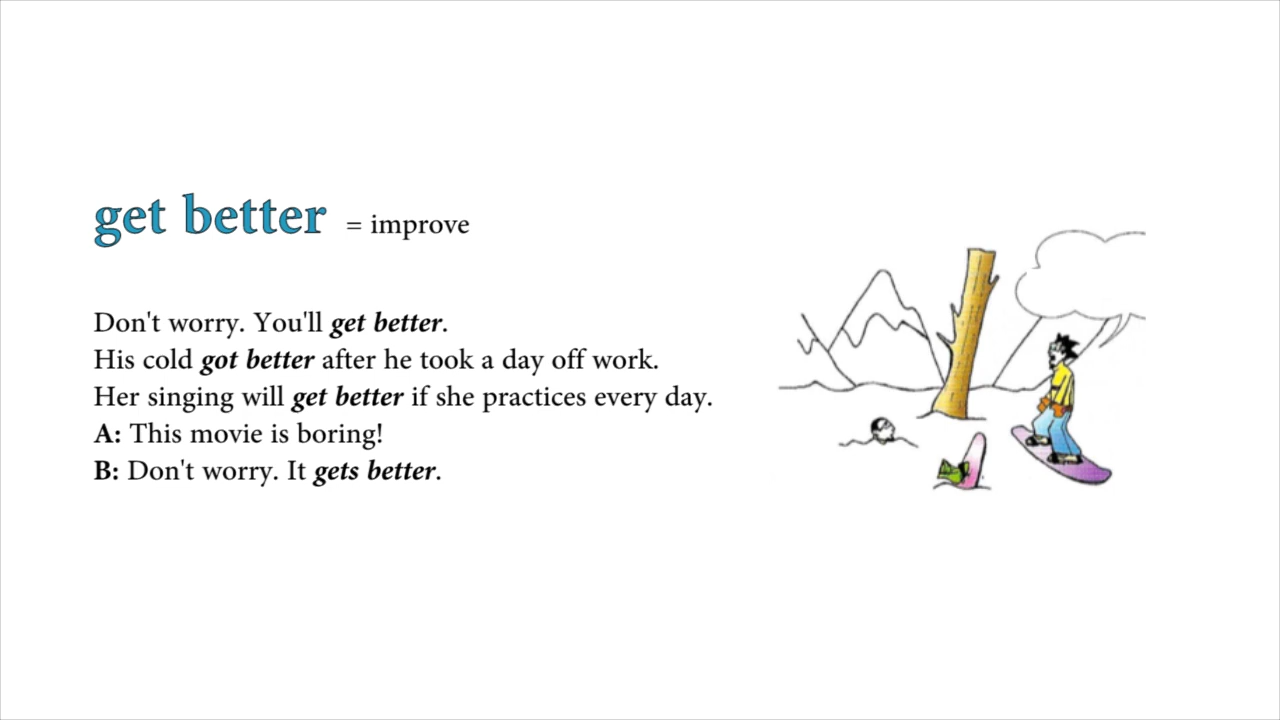 get better = improve
Don't worry. You'll get better.
His cold got better after he took a day off work.
Her singing will get better if she practices every day.
A: This movie is boring!
B: Don't worry. It gets better.